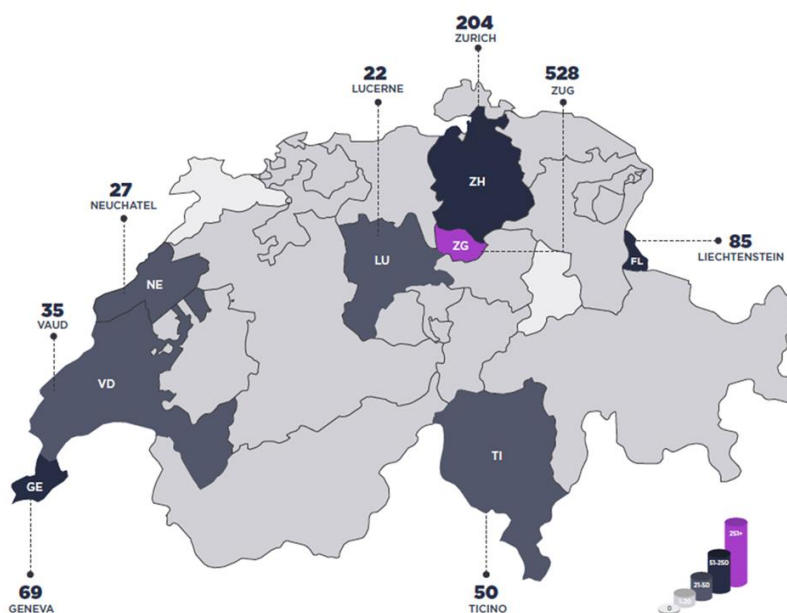 204
ZURICH
22
LUCERNE
528
ZUG
27
NEUCHATEL
ZH
85
LIECHTENSTEIN
ZG
LU
FL
NE
35
VAUD
VD
TI
GE
69
GENEVA
50
TICINO
251+
51-250
21-50
0